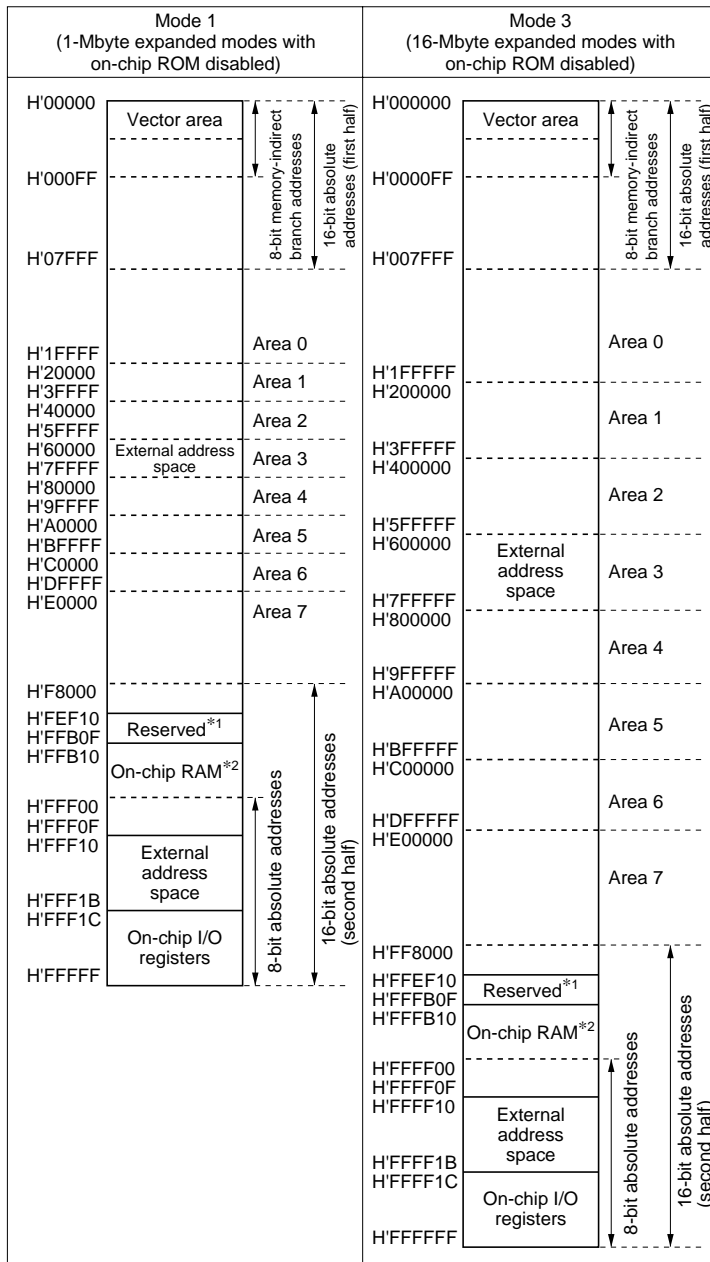 Mode 1
(1-Mbyte expanded modes with
on-chip ROM disabled)
H'00000
Vector area
H'000FF
H'07FFF
8-bit memory-indirect
branch addresses
16-bit absolute
addresses (first half)
H'1FFFF
Area 0
H'20000
H'3FFFF
Area 1
H'40000
H'5FFFF
Area 2
H'60000
H'7FFFF
External address
space
Area 3
H'80000
H'9FFFF
Area 4
H'A0000
H'BFFFF
Area 5
H'C0000
H'DFFFF
Area 6
H'E0000
Area 7
H'F8000
H'FEF10
Reserved*1
H'FFB0F
H'FFB10
On-chip RAM*2
H'FFF00
H'FFF0F
H'FFF10
External
address
space
H'FFF1B
H'FFF1C
On-chip I/O
registers
H'FFFFF
8-bit absolute addresses
16-bit absolute addresses
(second half)
Mode 3
(16-Mbyte expanded modes with
on-chip ROM disabled)
H'000000
Vector area
H'0000FF
H'007FFF
8-bit memory-indirect
branch addresses
16-bit absolute
addresses (first half)
Area 0
H'1FFFFF
H'200000
Area 1
H'3FFFFF
H'400000
Area 2
H'5FFFFF
H'600000
External
address
space
Area 3
H'7FFFFF
H'800000
Area 4
H'9FFFFF
H'A00000
Area 5
H'BFFFFF
H'C00000
Area 6
H'DFFFFF
H'E00000
Area 7
H'FF8000
H'FFEF10
Reserved*1
H'FFFB0F
H'FFFB10
On-chip RAM*2
H'FFFF00
H'FFFF0F
H'FFFF10
External
address
space
H'FFFF1B
H'FFFF1C
On-chip I/O
registers
H'FFFFFF
8-bit absolute addresses
16-bit absolute addresses
(second half)